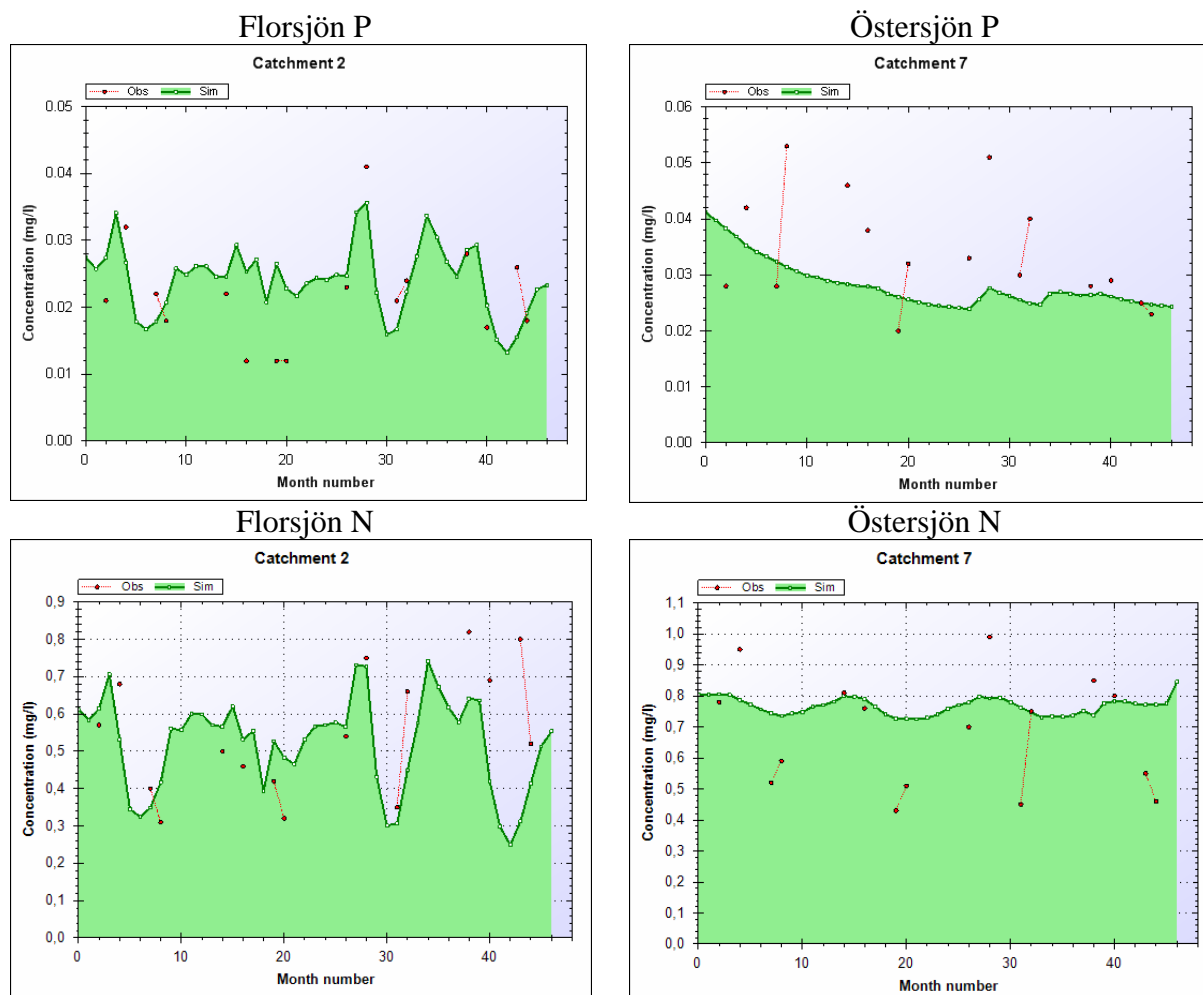 Florsjön P
Catchment 2
Obs Sim
0.05
0.04
0.03
0.02
0.01
0.00
Concentration (mg/l)
0 10 20 30 40
Month number
Östersjön P
Catchment 7
Obs Sim
0.06
0.05
0.04
0.03
0.02
0.01
0.00
Concentration (mg/l)
0 10 20 30 40
Month number
Florsjön N
Catchment 2
Obs Sim
0,9
0,8
0,7
0,6
0,5
0,4
0,3
0,2
0,1
0,0
Concentration (mg/l)
0 10 20 30 40
Month number
Östersjön N
Catchment 7
Obs Sim
1,1
1,0
0,9
0,8
0,7
0,6
0,5
0,4
0,3
0,2
0,1
0,0
Concentration (mg/l)
0 10 20 30 40
Month number